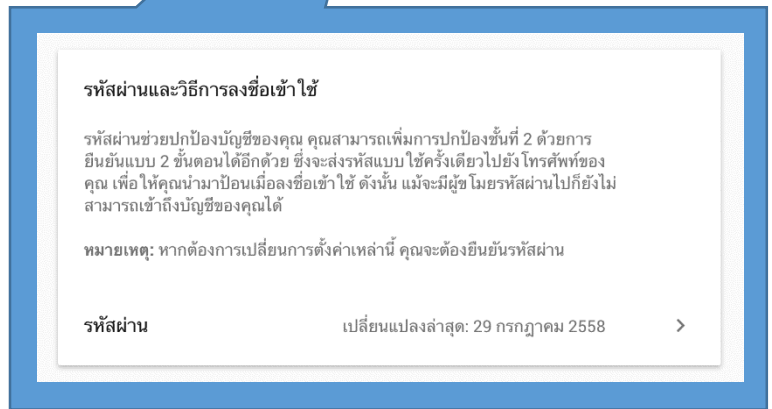 รหัสผ่านและวิธีการลงชื่อเข้าใช้
รหัสผ่านช่วยปกป้องบัญชีของคุณ คุณสามารถเพิ่มการปกป้องชั้นที่ 2 ด้วยการ
ยืนยันแบบ 2 ขั้นตอนได้อีกด้วย ซึ่งจะส่งรหัสแบบใช้ครั้งเดียวไปยังโทรศัพท์ของ
คุณ เพื่อให้คุณนำมาป้อนเมื่อลงชื่อเข้าใช้ ดังนั้น แม้จะมีผู้ขโมยรหัสผ่านไปก็ยังไม่
สามารถเข้าถึงบัญชีของคุณได้
หมายเหตุ: หากต้องการเปลี่ยนการตั้งค่าเหล่านี้ คุณจะต้องยืนยันรหัสผ่าน
รหัสผ่าน เปลี่ยนแปลงล่าสุด: 29 กรกฎาคม 2558